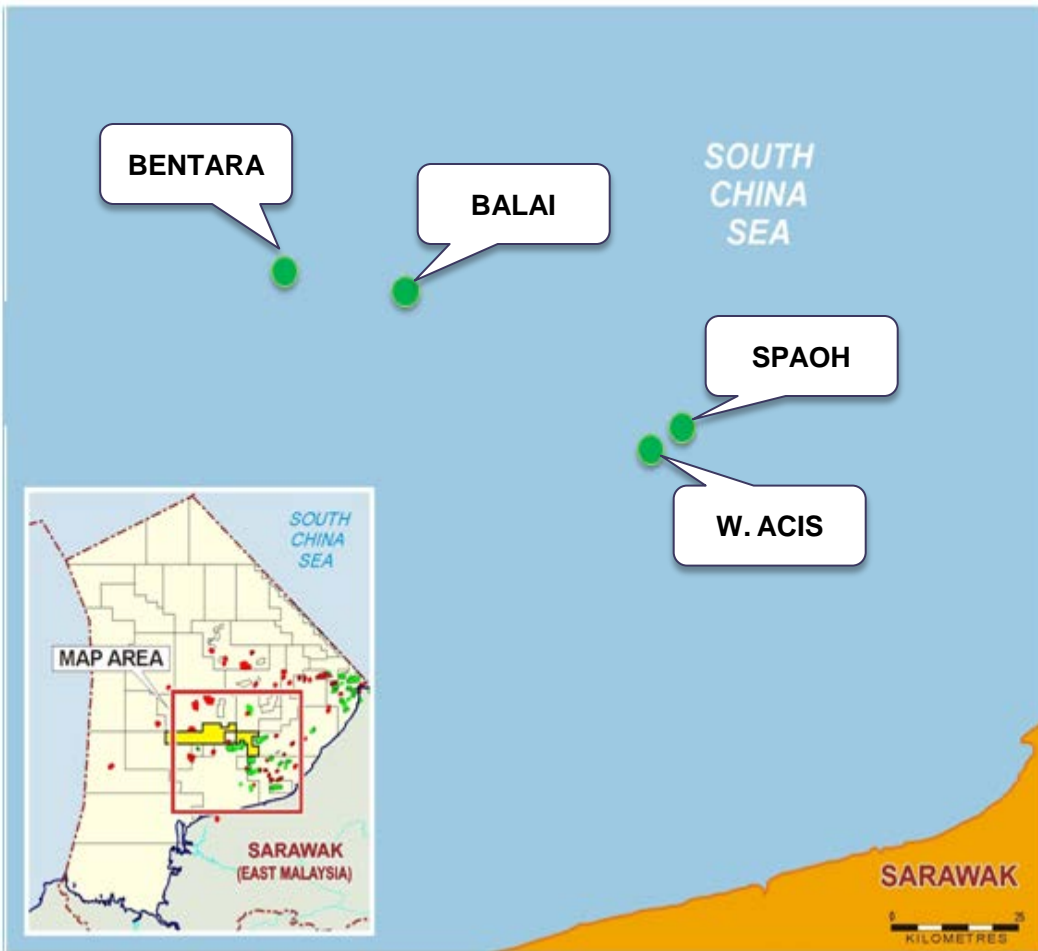 BENTARA
BALAI
SOUTH
CHINA
SEA
SPAOH
W. ACIS
SOUTH
CHINA
SEA
MAP AREA
SARAWAK
(EAST MALAYSIA)
SARAWAK
0 25
KILOMETRES